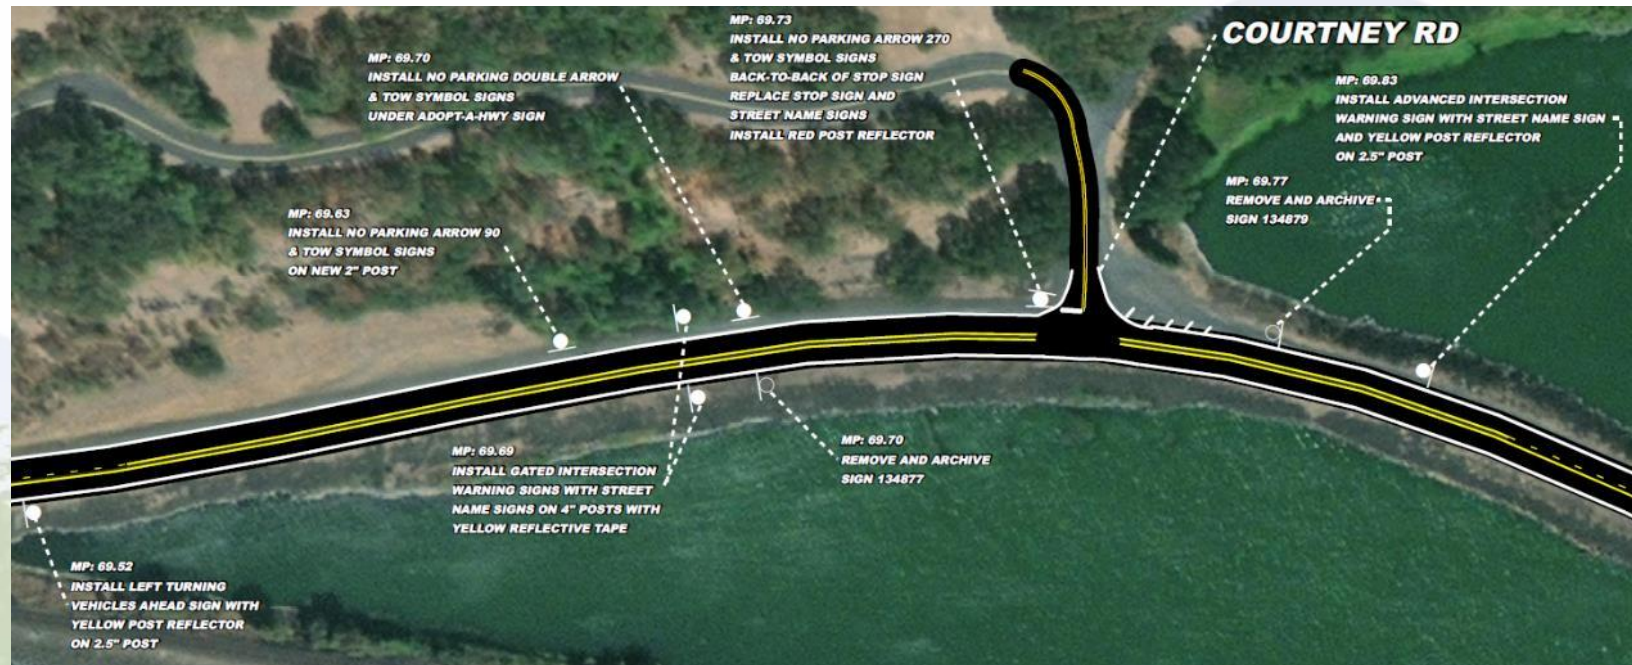 MP: 69.73
INSTALL NO PARKING ARROW 270
& TOW SYMBOL SIGNS
BACK-TO-BACK OF STOP SIGN
REPLACE STOP SIGN AND
STREET NAME SIGNS
INSTALL RED POST REFLECTOR
COURTNEY RD
MP: 69.70
INSTALL NO PARKING DOUBLE ARROW
& TOW SYMBOL SIGNS
UNDER ADOPT-A-HWY SIGN
MP: 69.83
INSTALL ADVANCED INTERSECTION
WARNING SIGN WITH STREET NAME SIGN
AND YELLOW POST REFLECTOR
ON 2.5" POST
MP: 69.77
REMOVE AND ARCHIVE
SIGN 134879
MP: 69.63
INSTALL NO PARKING ARROW 90
& TOW SYMBOL SIGNS
ON NEW 2" POST
MP: 69.69
INSTALL GATED INTERSECTION
WARNING SIGNS WITH STREET
NAME SIGNS ON 4" POSTS WITH
YELLOW REFLECTIVE TAPE
MP: 69.70
REMOVE AND ARCHIVE
SIGN 134877
MP: 69.52
INSTALL LEFT TURNING
VEHICLES AHEAD SIGN WITH
YELLOW POST REFLECTOR
ON 2.5" POST